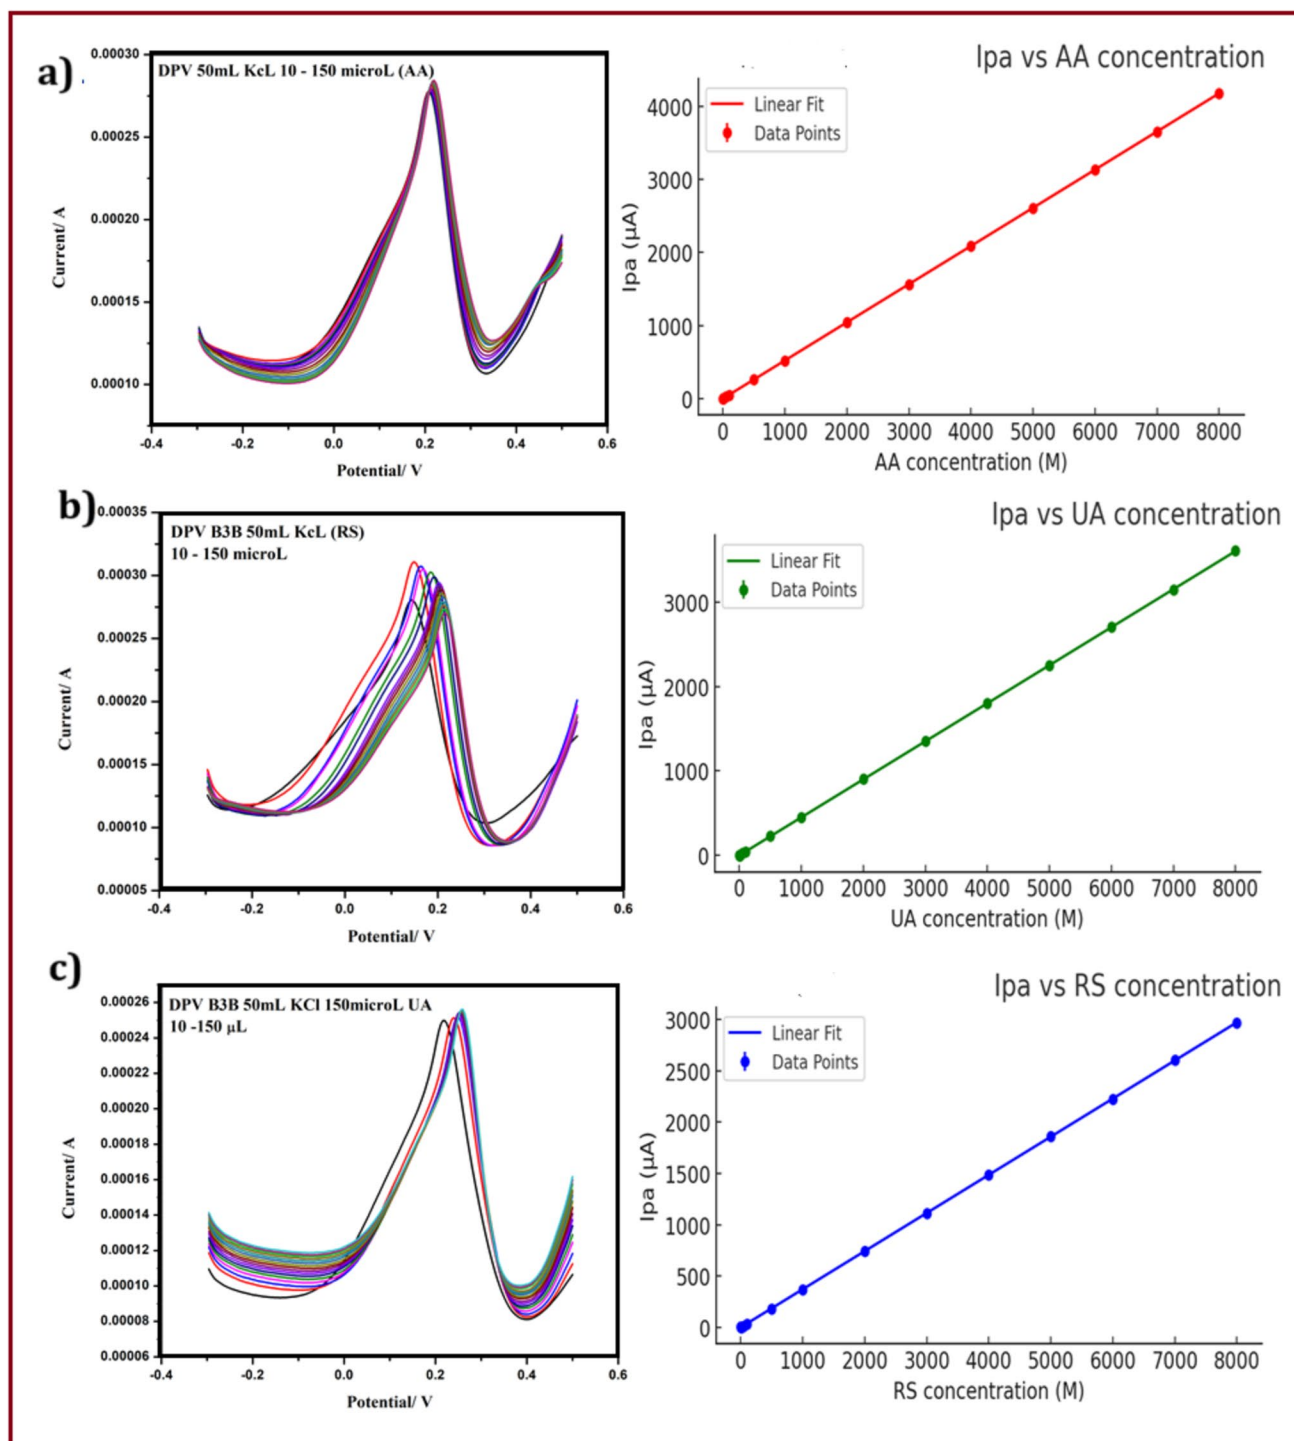 a)
DPV 50mL KcL 10 - 150 microL (AA)
0.00030
0.00025
0.00020
0.00015
0.00010
Current/ A
-0.4 -0.2 0.0 0.2 0.4 0.6
Potential/ V
Ipa vs AA concentration
Linear Fit
Data Points
4000
3000
2000
1000
0
Ipa (µA)
0 1000 2000 3000 4000 5000 6000 7000 8000
AA concentration (M)
b)
DPV B3B 50mL KcL (RS)
10 - 150 microL
0.00035
0.00030
0.00025
0.00020
0.00015
0.00010
0.00005
Current/ A
-0.4 -0.2 0.0 0.2 0.4 0.6
Potential/ V
Ipa vs UA concentration
Linear Fit
Data Points
3000
2000
1000
0
Ipa (µA)
0 1000 2000 3000 4000 5000 6000 7000 8000
UA concentration (M)
c)
DPV B3B 50mL KCl 150microL UA
10 -150 µL
0.00026
0.00024
0.00022
0.00020
0.00018
0.00016
0.00014
0.00012
0.00010
0.00008
0.00006
Current/ A
-0.4 -0.2 0.0 0.2 0.4 0.6
Potential/ V
Ipa vs RS concentration
Linear Fit
Data Points
3000
2500
2000
1500
1000
500
0
Ipa (µA)
0 1000 2000 3000 4000 5000 6000 7000 8000
RS concentration (M)